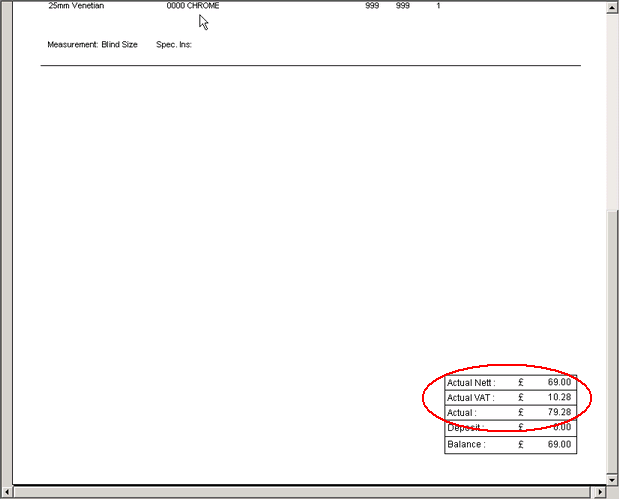 25mm Venetian 0000 CHROME 999 999 1
Measurement: Blind Size Spec. Ins:
Actual Nett : £ 69.00
Actual VAT : £ 10.28
Actual : £ 79.28
Deposit : £ 0.00
Balance : £ 69.00